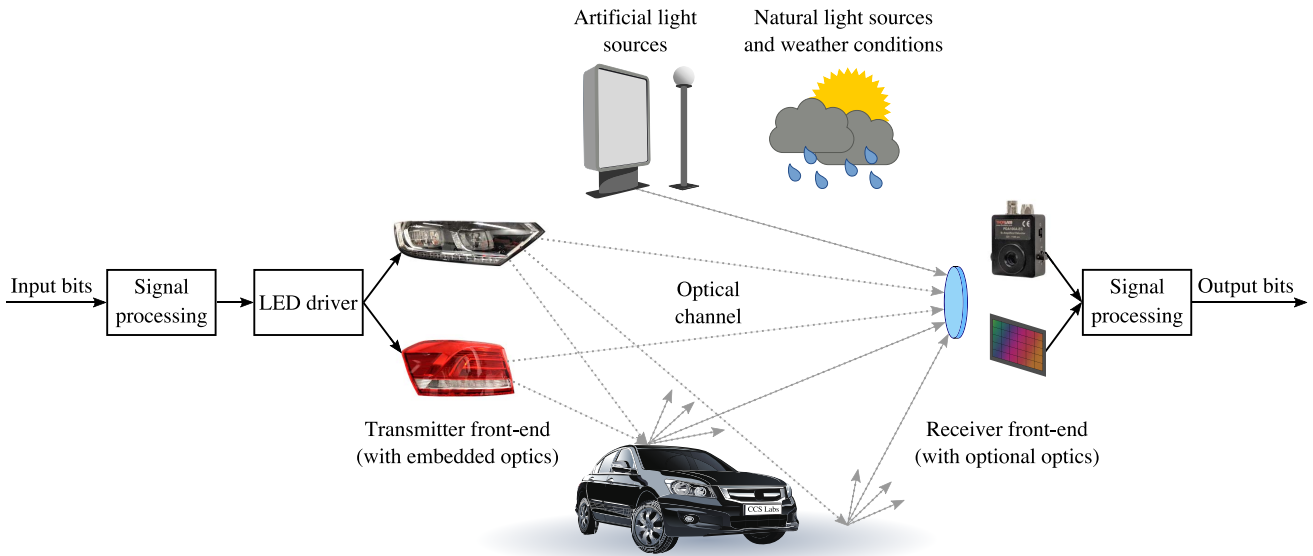 Artificial light
sources
Natural light sources
and weather conditions
Input bits
Signal
processing
LED driver
Optical
channel
Signal
processing
Output bits
Transmitter front-end
(with embedded optics)
Receiver front-end
(with optional optics)
CCS Labs